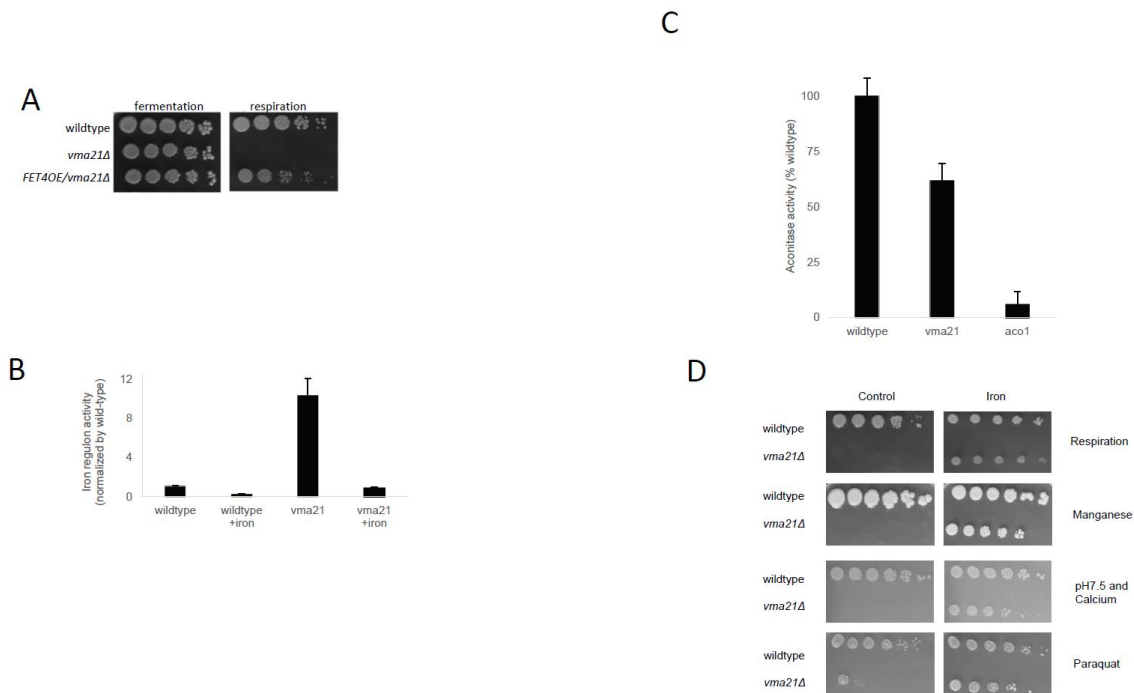 A
fermentation respiration
wildtype
vma21Δ
FET4OE/vma21Δ
B
Iron regulon activity
(normalized by wild-type)
12
8
4
0
wildtype wildtype +iron vma21 vma21 +iron
C
Aconitase activity (% wildtype)
100
75
50
25
0
wildtype vma21 aco1
D
Control Iron
wildtype
vma21Δ
Respiration
wildtype
vma21Δ
Manganese
wildtype
vma21Δ
pH7.5 and
Calcium
wildtype
vma21Δ
Paraquat